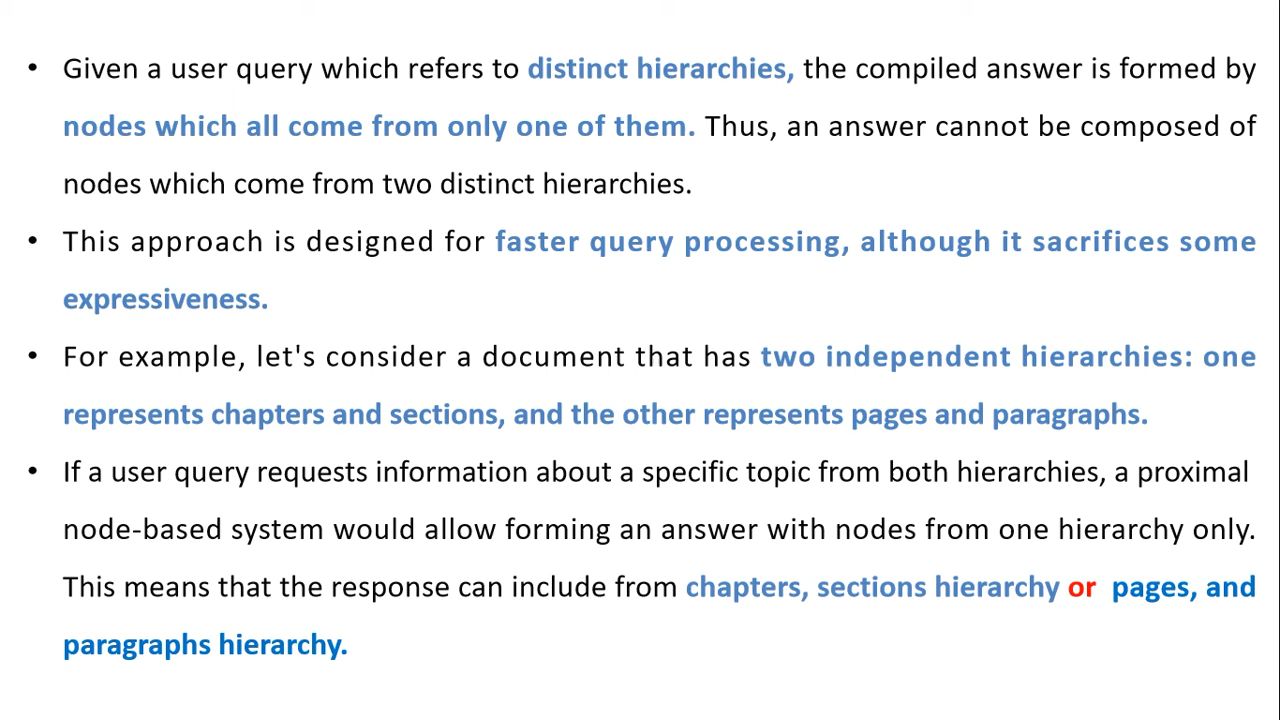 • Given a user query which refers to distinct hierarchies, the compiled answer is formed by
nodes which all come from only one of them. Thus, an answer cannot be composed of
nodes which come from two distinct hierarchies.
• This approach is designed for faster query processing, although it sacrifices some
expressiveness.
• For example, let's consider a document that has two independent hierarchies: one
represents chapters and sections, and the other represents pages and paragraphs.
• If a user query requests information about a specific topic from both hierarchies, a proximal
node-based system would allow forming an answer with nodes from one hierarchy only.
This means that the response can include from chapters, sections hierarchy or pages, and
paragraphs hierarchy.